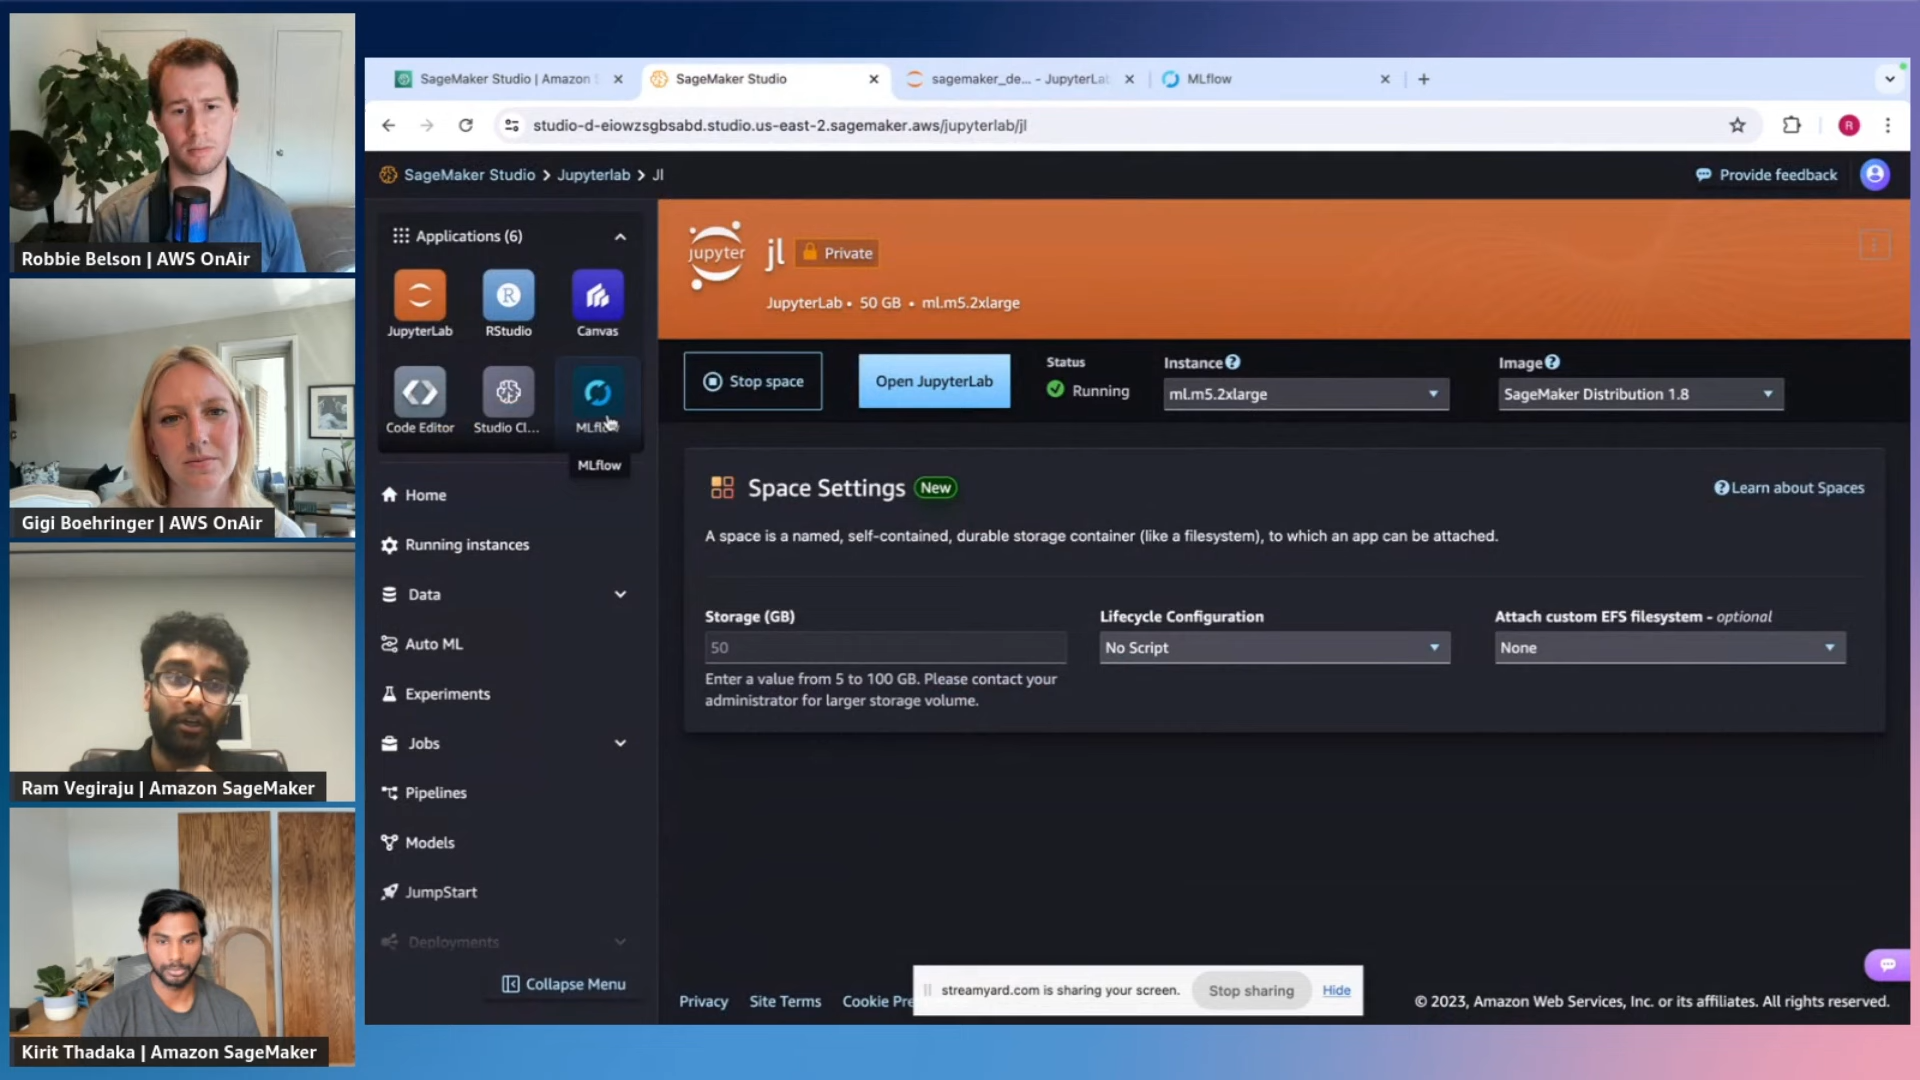 Robbie Belson | AWS OnAir
Gigi Boehringer | AWS OnAir
Ram Vegiraju | Amazon SageMaker
Kirit Thadaka | Amazon SageMaker
SageMaker Studio | Amazon
SageMaker Studio
sagemaker_de... - JupyterLab
MLflow
studio-d-eiowzsgbsabd.studio.us-east-2.sagemaker.aws/jupyterlab/jl
R
SageMaker Studio > Jupyterlab > Jl
Provide feedback
Applications (6)
JupyterLab
RStudio
Canvas
Code Editor
Studio Cl...
MLflow
MLflow
Home
Running instances
Data
Auto ML
Experiments
Jobs
Pipelines
Models
JumpStart
Deployments
Collapse Menu
jupyter
jl
Private
JupyterLab • 50 GB • ml.m5.2xlarge
Stop space
Open JupyterLab
Status
Running
Instance
ml.m5.2xlarge
Image
SageMaker Distribution 1.8
Space Settings New
Learn about Spaces
A space is a named, self-contained, durable storage container (like a filesystem), to which an app can be attached.
Storage (GB)
50
Enter a value from 5 to 100 GB. Please contact your
administrator for larger storage volume.
Lifecycle Configuration
No Script
Attach custom EFS filesystem - optional
None
Privacy
Site Terms
Cookie Pre
streamyard.com is sharing your screen.
Stop sharing
Hide
© 2023, Amazon Web Services, Inc. or its affiliates. All rights reserved.